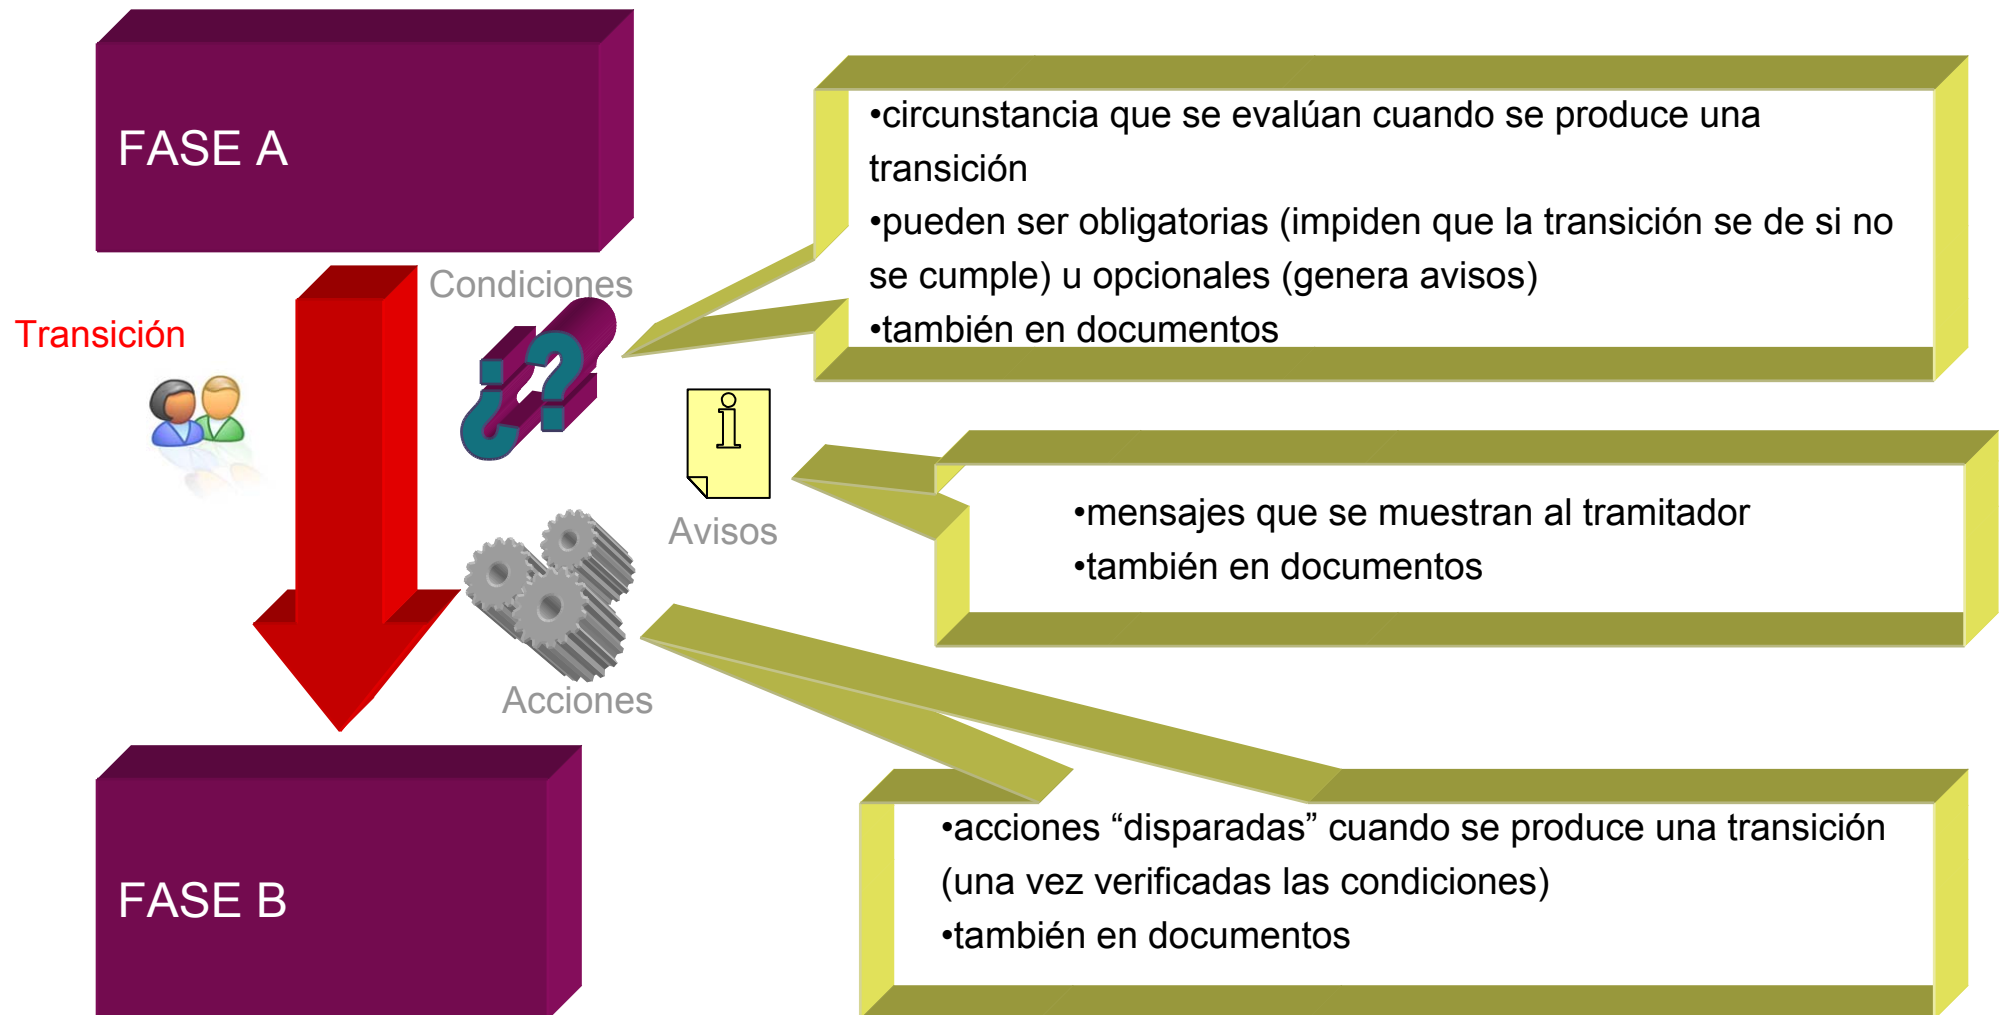 FASE A
•circunstancia que se evalúan cuando se produce una
transición
•pueden ser obligatorias (impiden que la transición se de si no
se cumple) u opcionales (genera avisos)
•también en documentos
Condiciones
¿?
Transición
i
Avisos
•mensajes que se muestran al tramitador
•también en documentos
Acciones
•acciones “disparadas” cuando se produce una transición
(una vez verificadas las condiciones)
•también en documentos
FASE B